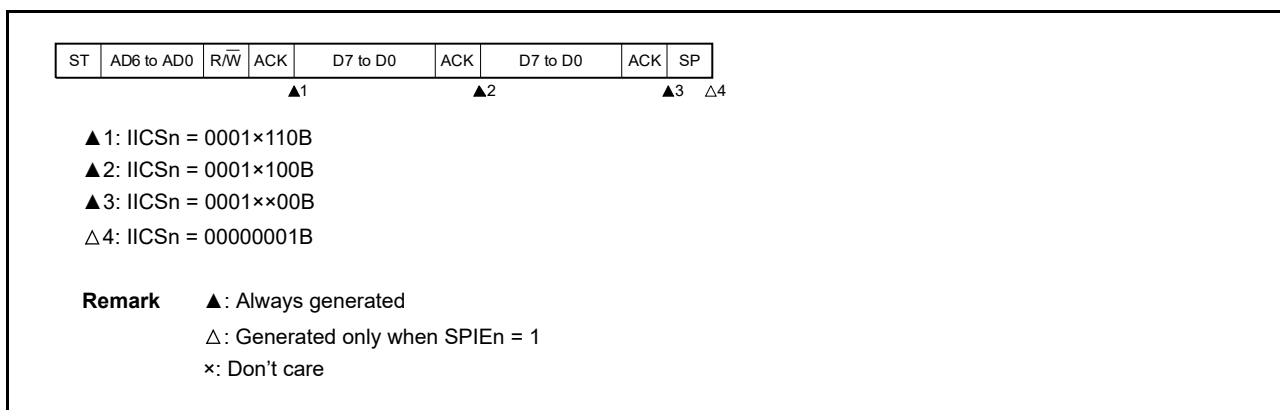 ST AD6 to AD0 R/W̅ ACK D7 to D0 ACK D7 to D0 ACK SP
▲1 ▲2 ▲3 △4
▲1: IICSn = 0001×110B
▲2: IICSn = 0001×100B
▲3: IICSn = 0001××00B
△4: IICSn = 00000001B
Remark ▲: Always generated
△: Generated only when SPIEn = 1
×: Don't care